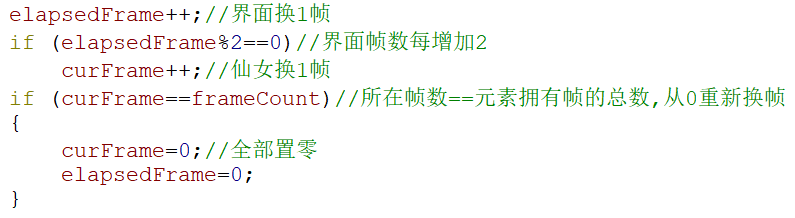 elapsedFrame++;//界面换1帧
if (elapsedFrame%2==0)//界面帧数每增加2
    curFrame++;//仙女换1帧
if (curFrame==frameCount)//所在帧数==元素拥有帧的总数,从0重新换帧
{
    curFrame=0;//全部置零
    elapsedFrame=0;
}